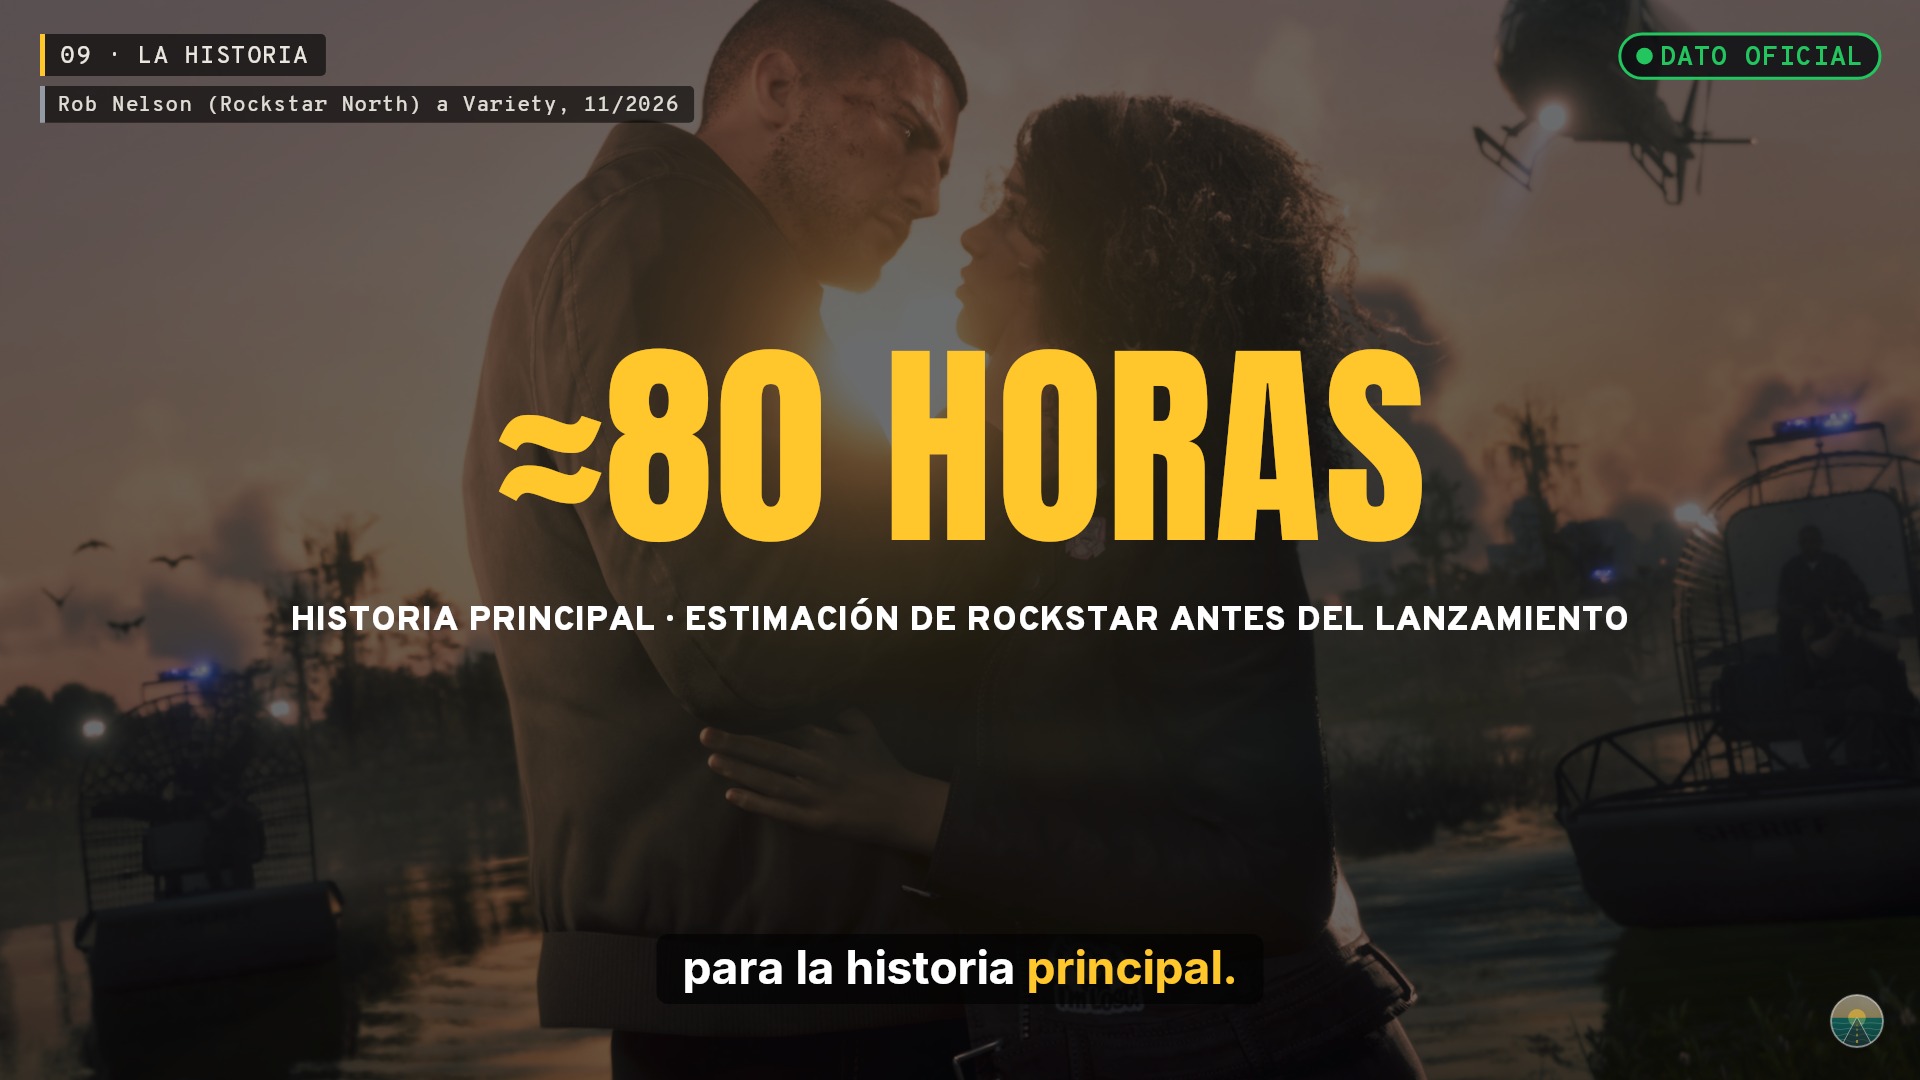 09 · LA HISTORIA
DATO OFICIAL
Rob Nelson (Rockstar North) a Variety, 11/2026
≈80 HORAS
HISTORIA PRINCIPAL · ESTIMACIÓN DE ROCKSTAR ANTES DEL LANZAMIENTO
para la historia principal.